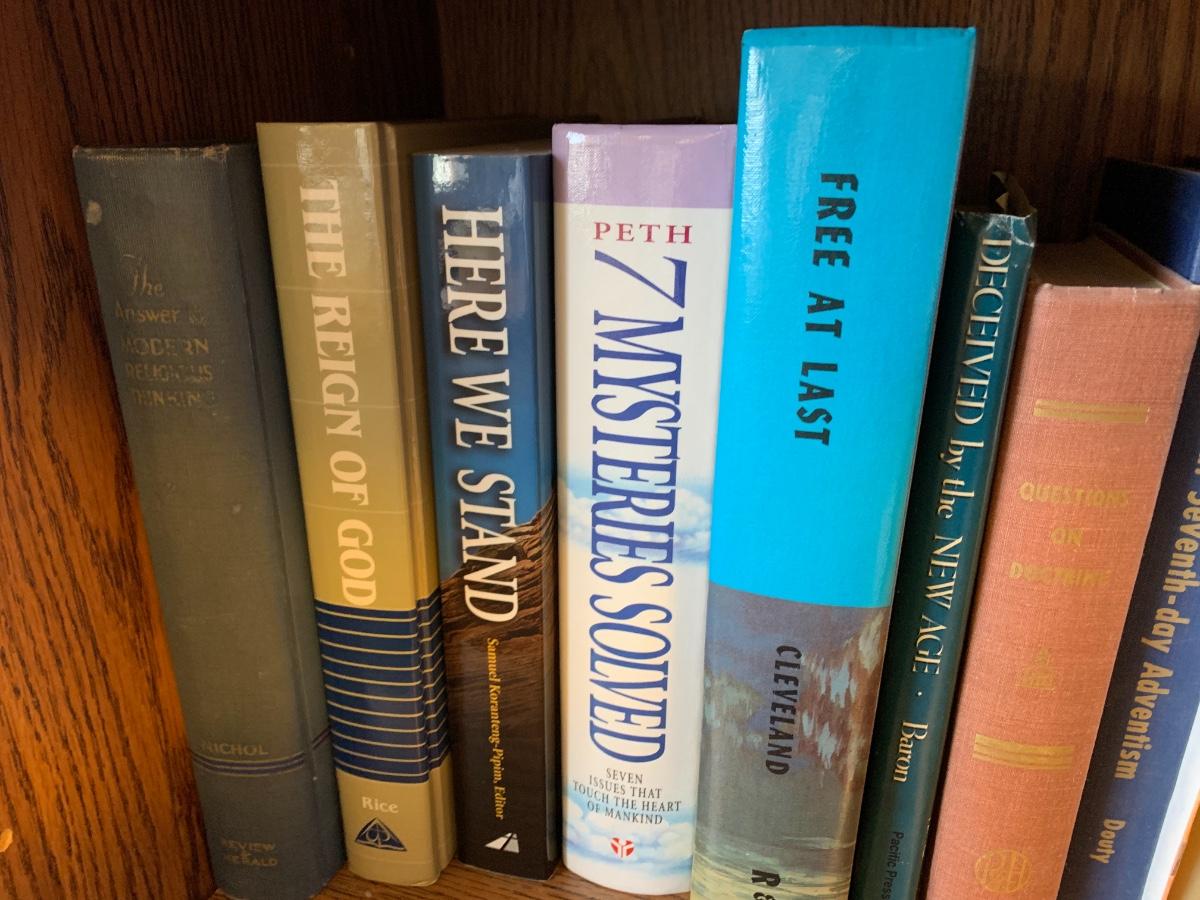 The
Answer to
MODERN
RELIGIOUS
THINKING
NICHOL
REVIEW
&
HERALD
THE REIGN OF GOD
Rice
HERE WE STAND
Samuel Koranteng-Pipim, Editor
PETH
7 MYSTERIES SOLVED
SEVEN
ISSUES THAT
TOUCH THE HEART
OF MANKIND
FREE AT LAST
CLEVELAND
R&
DECEIVED by the NEW AGE · Baron
Pacific Press
QUESTIONS
ON
DOCTRINE
Seventh-day Adventism
Duty